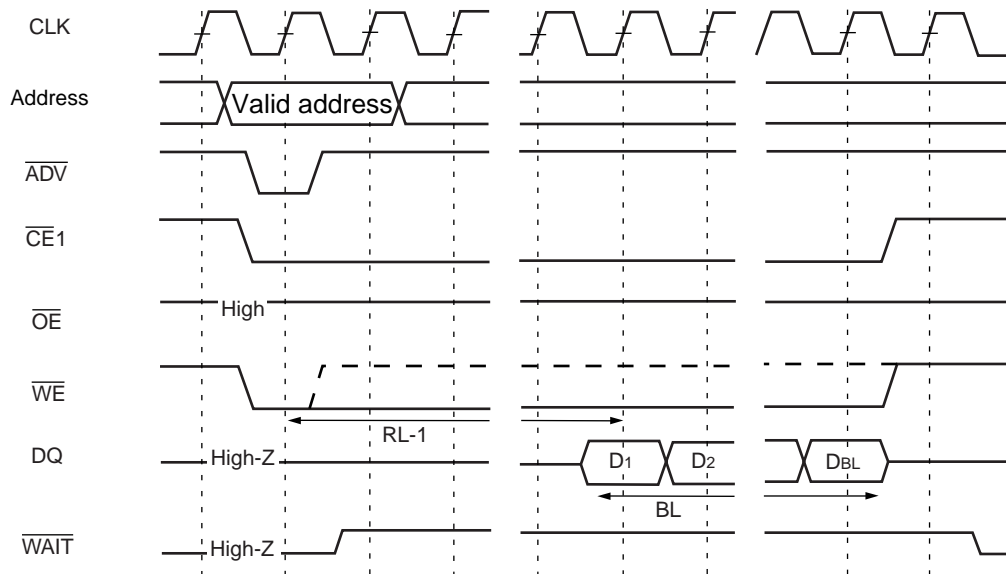 CLK
Address
Valid address
ADV
CE1
OE
High
WE
RL-1
DQ
High-Z
D1
D2
DBL
BL
WAIT
High-Z